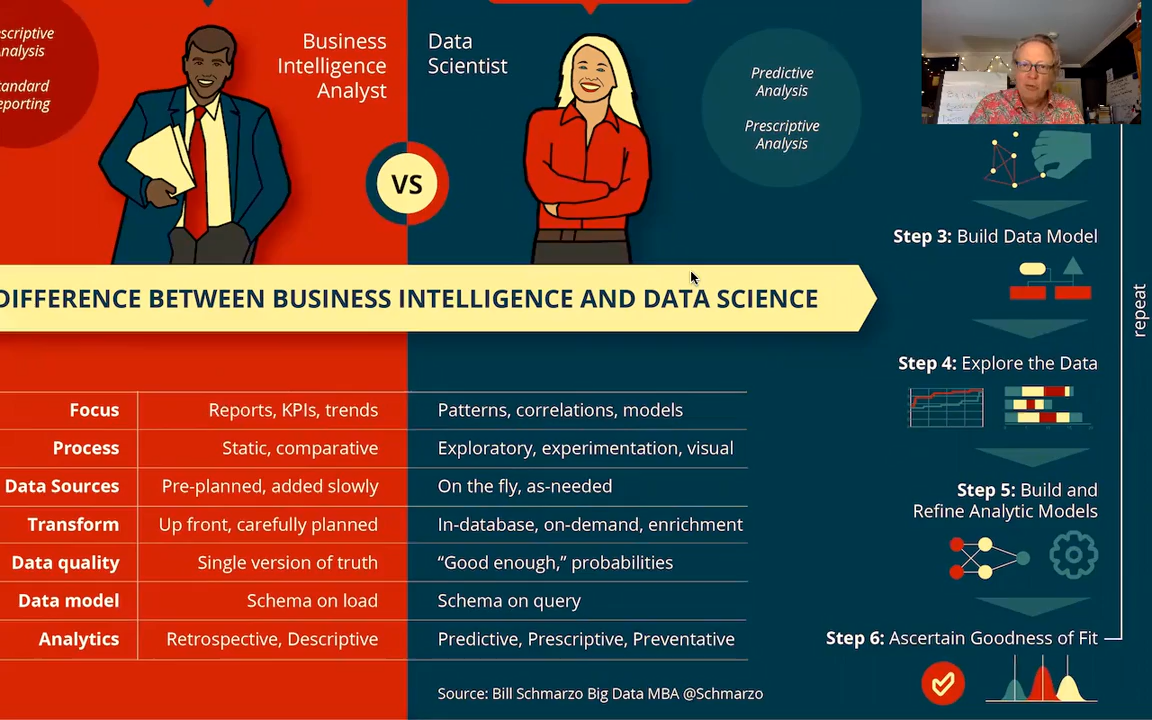 Business
Intelligence
Analyst
Data
Scientist
Analysis
Predictive
Analysis
Prescriptive
Analysis
VS
DIFFERENCE BETWEEN BUSINESS INTELLIGENCE AND DATA SCIENCE
Focus Reports, KPIs, trends Patterns, correlations, models
Process Static, comparative Exploratory, experimentation, visual
Data Sources Pre-planned, added slowly On the fly, as-needed
Transform Up front, carefully planned In-database, on-demand, enrichment
Data quality Single version of truth “Good enough,” probabilities
Data model Schema on load Schema on query
Analytics Retrospective, Descriptive Predictive, Prescriptive, Preventative
Source: Bill Schmarzo Big Data MBA @Schmarzo
Step 3: Build Data Model
Step 4: Explore the Data
Step 5: Build and
Refine Analytic Models
Step 6: Ascertain Goodness of Fit
repeat